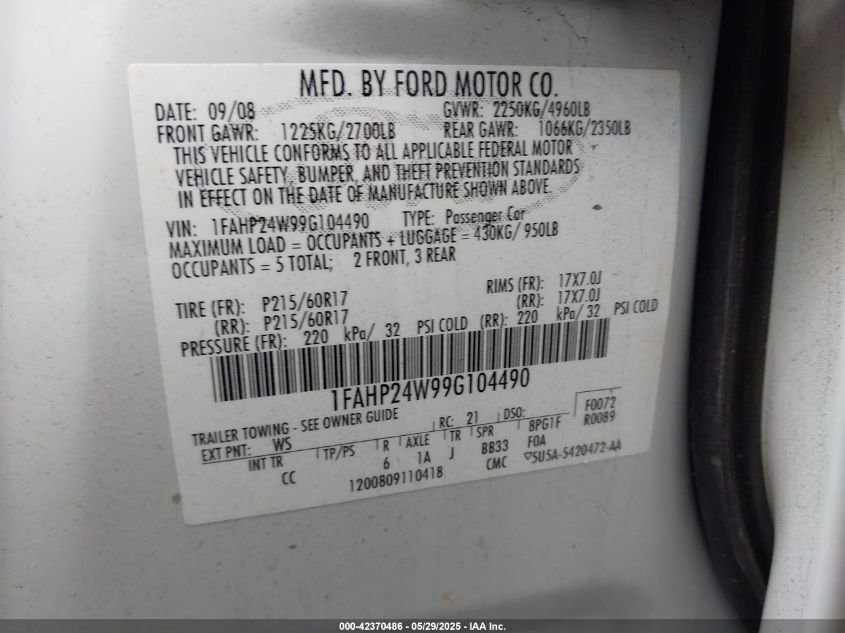 MFD. BY FORD MOTOR CO.
DATE: 09/08 GVWR: 2250KG/4960LB
FRONT GAWR: 1225KG/2700LB REAR GAWR: 1066KG/2350LB
THIS VEHICLE CONFORMS TO ALL APPLICABLE FEDERAL MOTOR
VEHICLE SAFETY, BUMPER, AND THEFT PREVENTION STANDARDS
IN EFFECT ON THE DATE OF MANUFACTURE SHOWN ABOVE.
VIN: 1FAHP24W99G104490 TYPE: Passenger Car
MAXIMUM LOAD = OCCUPANTS + LUGGAGE = 430KG/ 950LB
OCCUPANTS = 5 TOTAL; 2 FRONT, 3 REAR
TIRE (FR): P215/60R17 RIMS (FR): 17X7.0J
(RR): P215/60R17 (RR): 17X7.0J
PRESSURE (FR): 220 kPa/ 32 PSI COLD (RR): 220 kPa/ 32 PSI COLD
1FAHP24W99G104490
TRAILER TOWING - SEE OWNER GUIDE RC: 21 DSO: F0072
EXT PNT: WS R0089
INT TR TP/PS R AXLE TR SPR 8PG1F
CC 6 1A J BB33 F0A
CMC 5U5A-5420472-AA
1200809110418
000-42370486 - 05/29/2025 - IAA Inc.